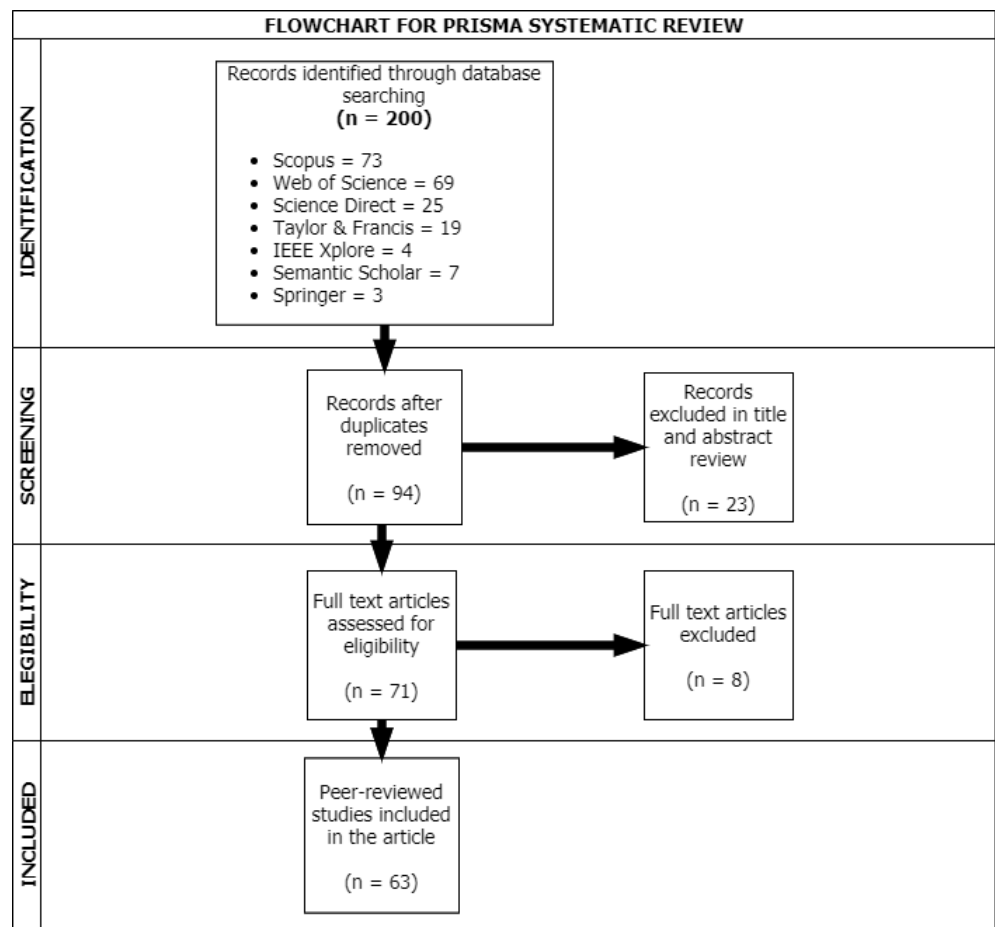 FLOWCHART FOR PRISMA SYSTEMATIC REVIEW
IDENTIFICATION
Records identified through database
searching
(n = 200)
• Scopus = 73
• Web of Science = 69
• Science Direct = 25
• Taylor & Francis = 19
• IEEE Xplore = 4
• Semantic Scholar = 7
• Springer = 3
SCREENING
Records after
duplicates
removed
(n = 94)
Records
excluded in title
and abstract
review
(n = 23)
ELEGIBILITY
Full text articles
assessed for
eligibility
(n = 71)
Full text articles
excluded
(n = 8)
INCLUDED
Peer-reviewed
studies included
in the article
(n = 63)